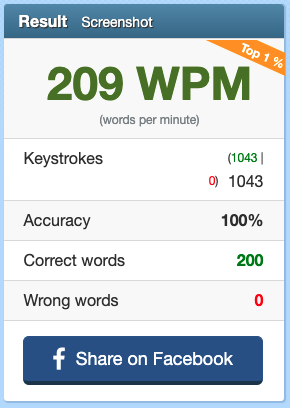 Result Screenshot
Top 1 %
209 WPM
(words per minute)
Keystrokes (1043 |
0) 1043
Accuracy 100%
Correct words 200
Wrong words 0
f Share on Facebook